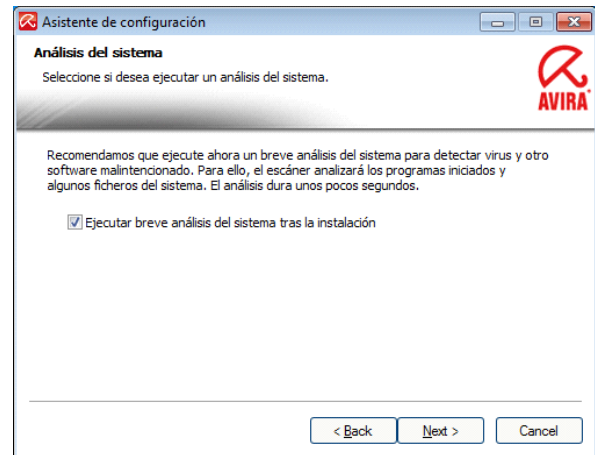 Asistente de configuración
Análisis del sistema
Seleccione si desea ejecutar un análisis del sistema.
AVIRA
Recomendamos que ejecute ahora un breve análisis del sistema para detectar virus y otro
software malintencionado. Para ello, el escáner analizará los programas iniciados y
algunos ficheros del sistema. El análisis dura unos pocos segundos.
Ejecutar breve análisis del sistema tras la instalación
< Back Next > Cancel